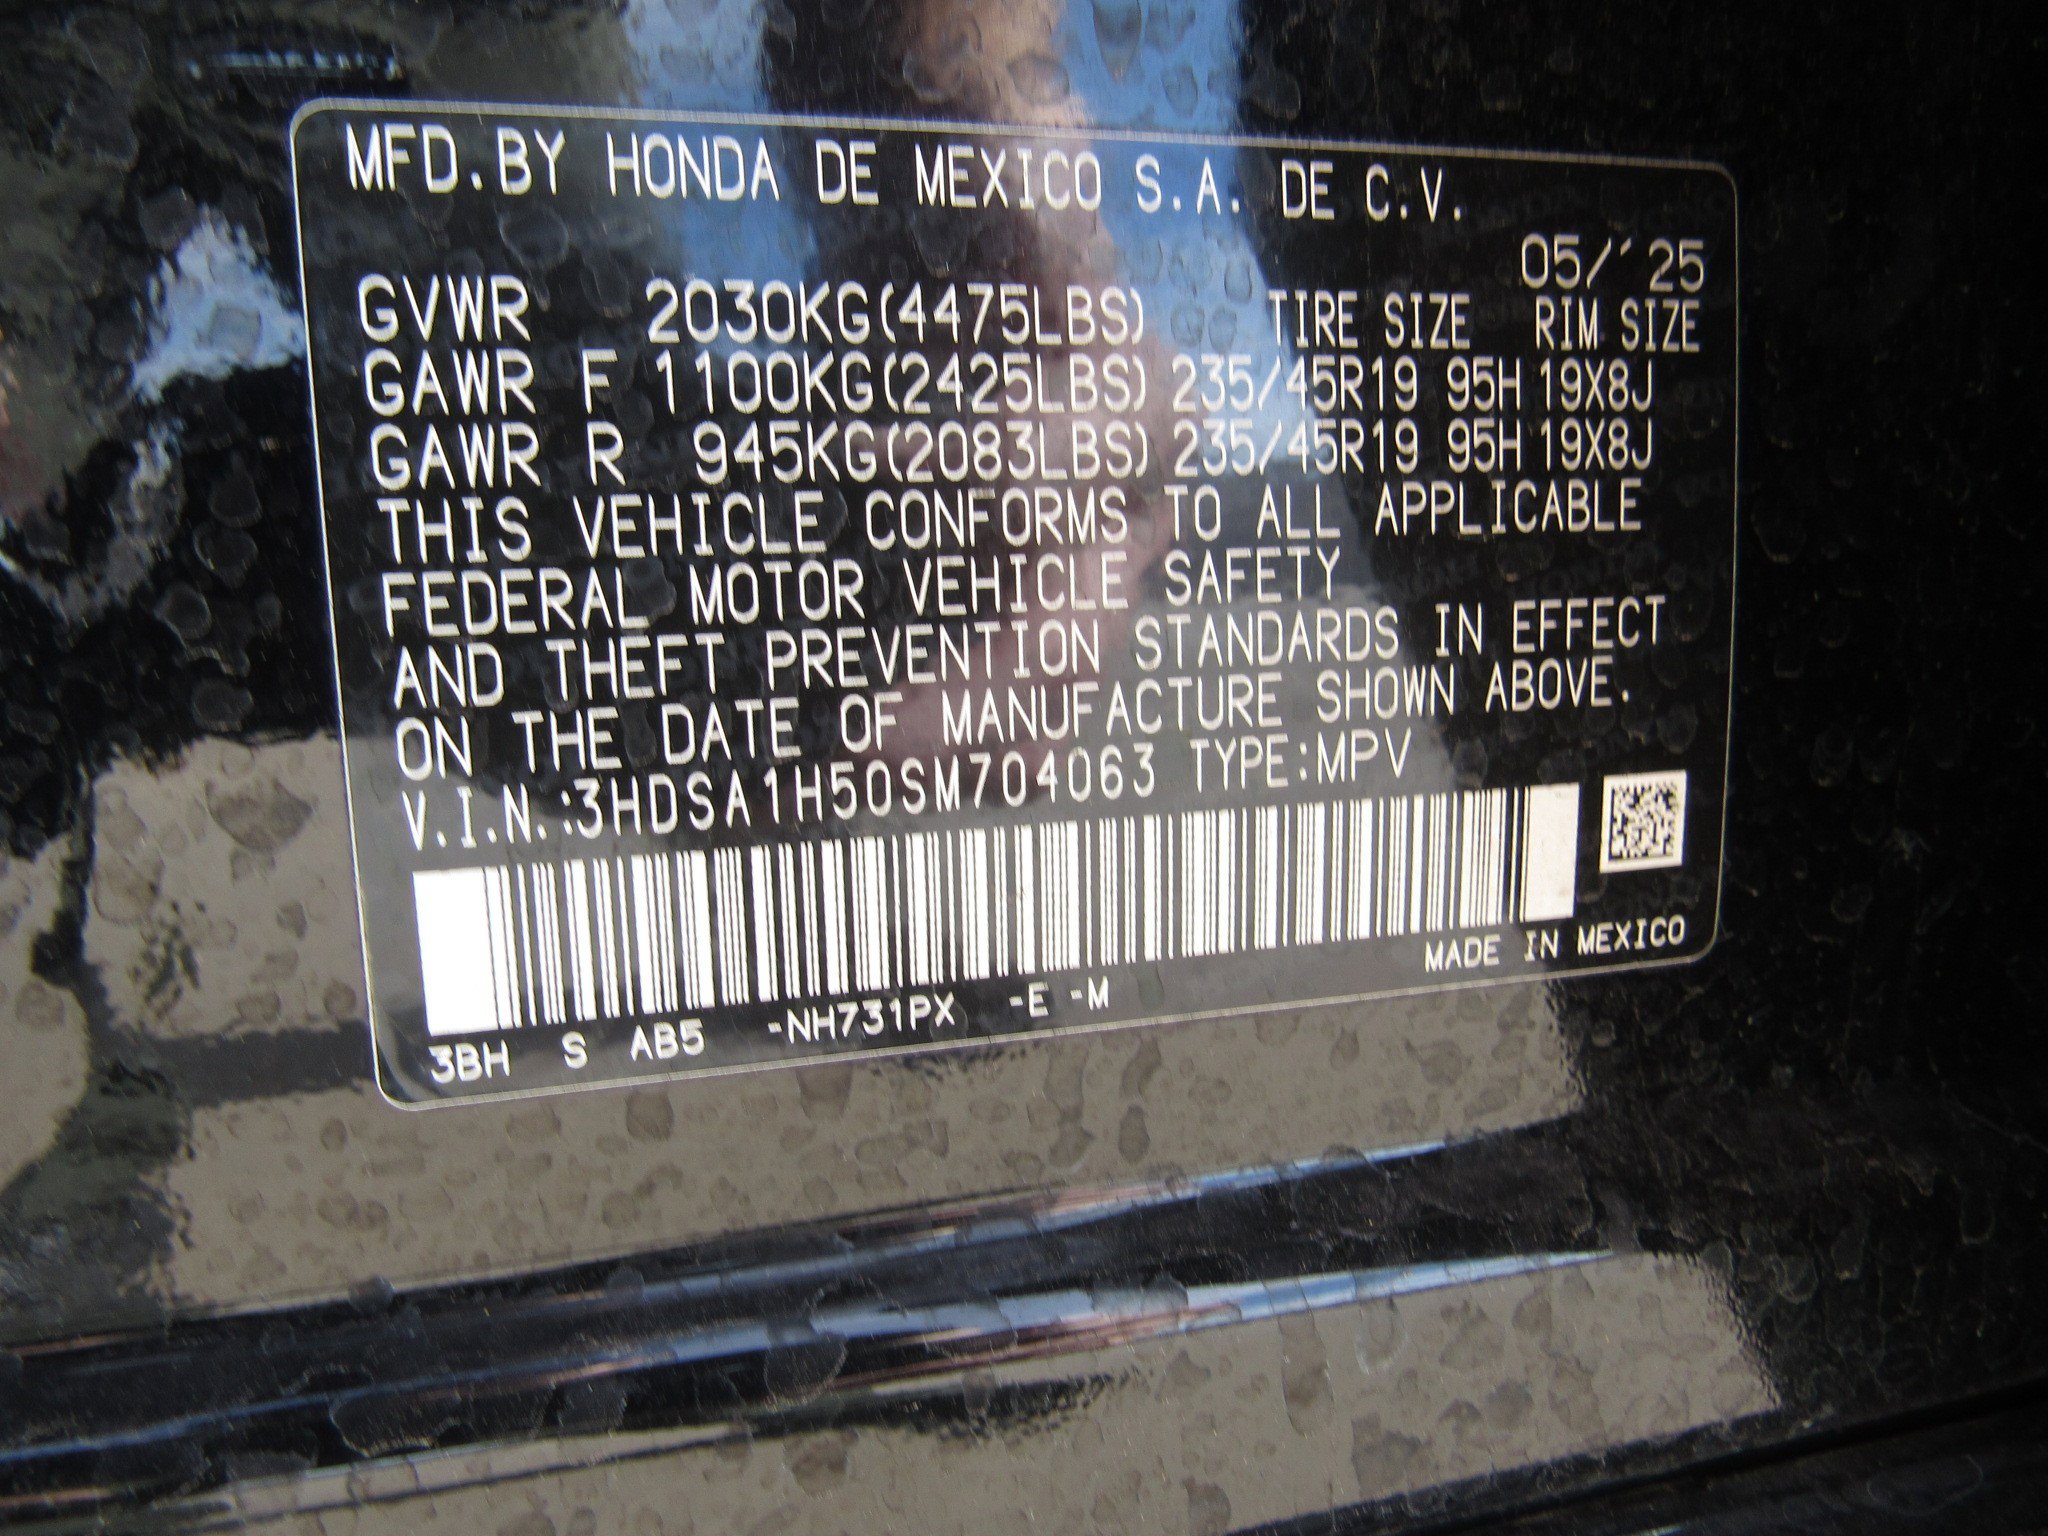 MFD.BY HONDA DE MEXICO S.A. DE C.V.
05/'25
GVWR 2030KG(4475LBS) TIRE SIZE RIM SIZE
GAWR F 1100KG(2425LBS) 235/45R19 95H 19X8J
GAWR R 945KG(2083LBS) 235/45R19 95H 19X8J
THIS VEHICLE CONFORMS TO ALL APPLICABLE
FEDERAL MOTOR VEHICLE SAFETY
AND THEFT PREVENTION STANDARDS IN EFFECT
ON THE DATE OF MANUFACTURE SHOWN ABOVE.
V.I.N.:3HDSA1H50SM704063 TYPE:MPV
MADE IN MEXICO
3BH S AB5 -NH731PX -E -M